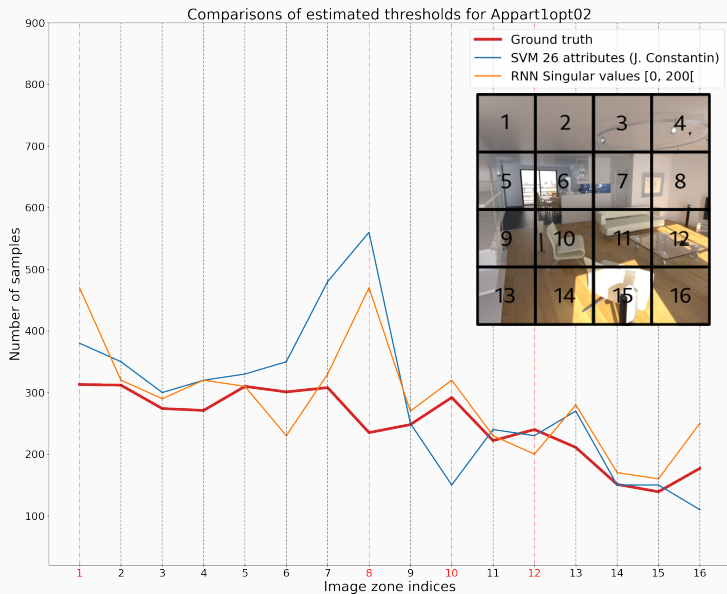 Comparisons of estimated thresholds for Appart1opt02
Ground truth
SVM 26 attributes (J. Constantin)
RNN Singular values [0, 200[
1 2 3 4
5 6 7 8
9 10 11 12
13 14 15 16
Number of samples
900
800
700
600
500
400
300
200
100
1 2 3 4 5 6 7 8 9 10 11 12 13 14 15 16
Image zone indices